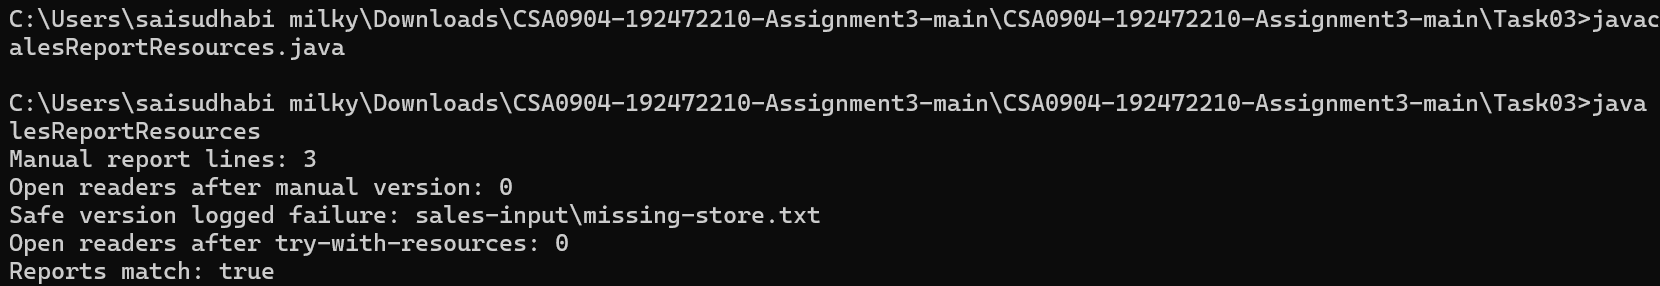 C:\Users\saisudhabi milky\Downloads\CSA0904-192472210-Assignment3-main\CSA0904-192472210-Assignment3-main\Task03>javac
alesReportResources.java
C:\Users\saisudhabi milky\Downloads\CSA0904-192472210-Assignment3-main\CSA0904-192472210-Assignment3-main\Task03>java
lesReportResources
Manual report lines: 3
Open readers after manual version: 0
Safe version logged failure: sales-input\missing-store.txt
Open readers after try-with-resources: 0
Reports match: true